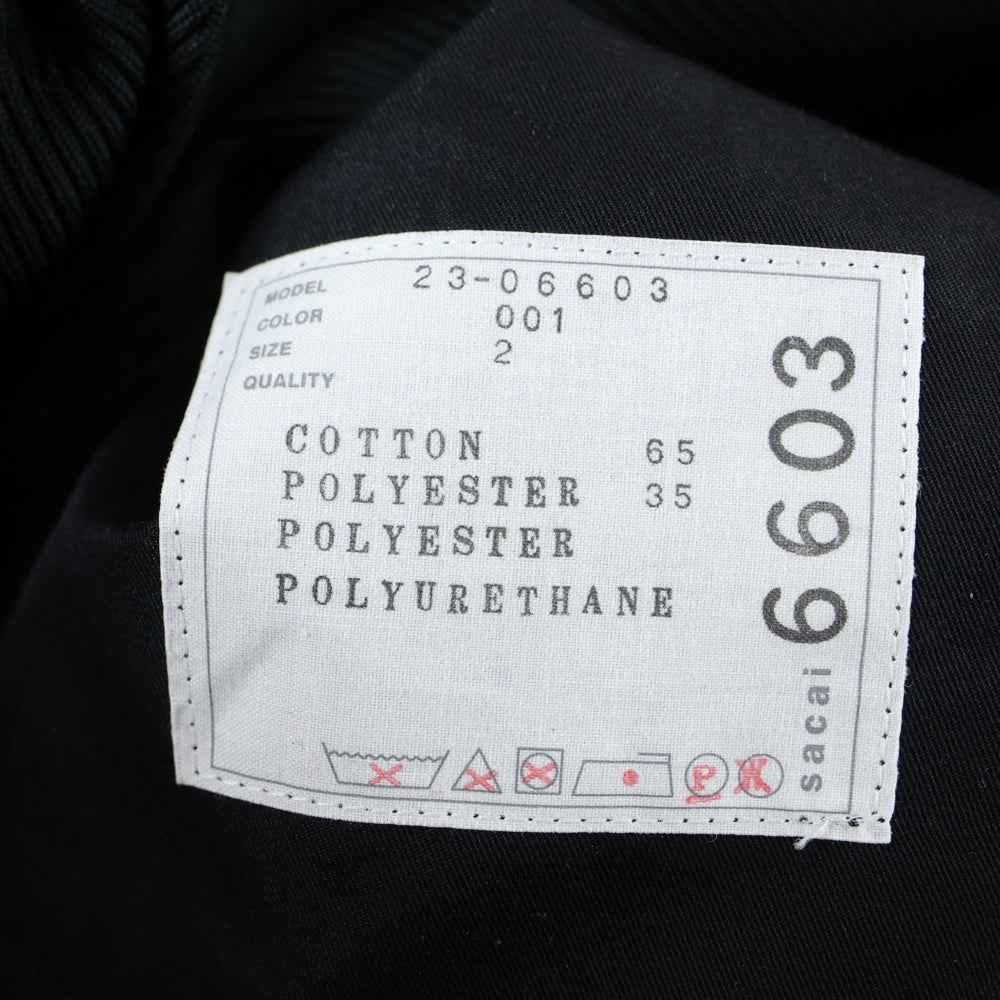 MODEL 23-06603
COLOR 001
SIZE 2
QUALITY
COTTON 65
POLYESTER 35
POLYESTER
POLYURETHANE
P W
sacai 6603